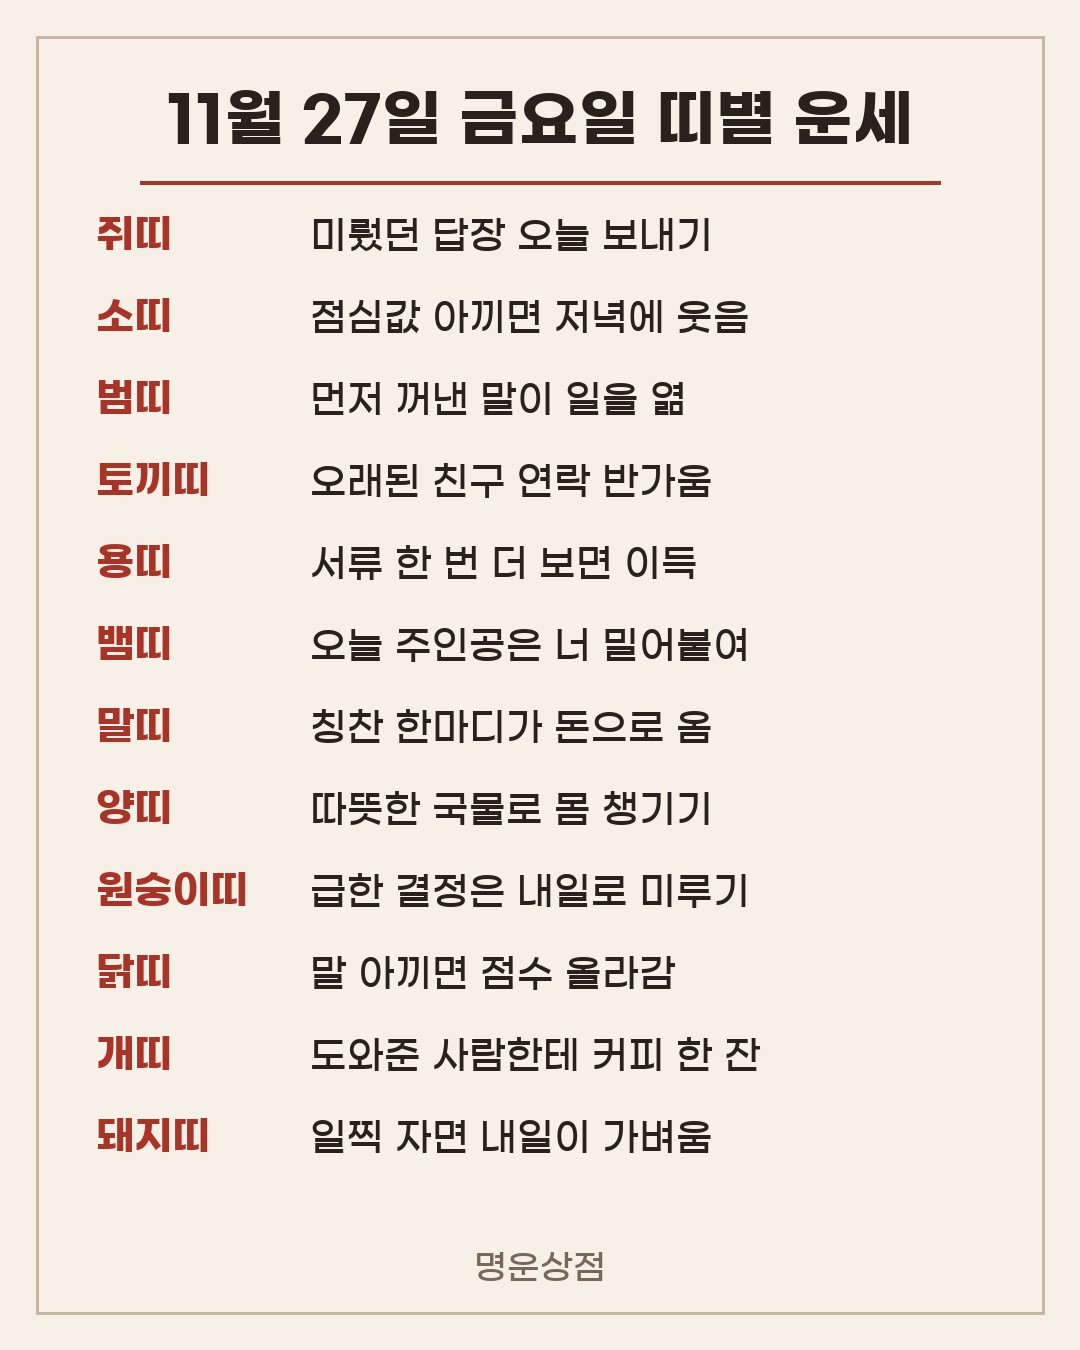 11월 27일 금요일 띠별 운세
쥐띠 미뤘던 답장 오늘 보내기
소띠 점심값 아끼면 저녁에 웃음
범띠 먼저 꺼낸 말이 일을 엶
토끼띠 오래된 친구 연락 반가움
용띠 서류 한 번 더 보면 이득
뱀띠 오늘 주인공은 너 밀어붙여
말띠 칭찬 한마디가 돈으로 옴
양띠 따뜻한 국물로 몸 챙기기
원숭이띠 급한 결정은 내일로 미루기
닭띠 말 아끼면 점수 올라감
개띠 도와준 사람한테 커피 한 잔
돼지띠 일찍 자면 내일이 가벼움
명운상점